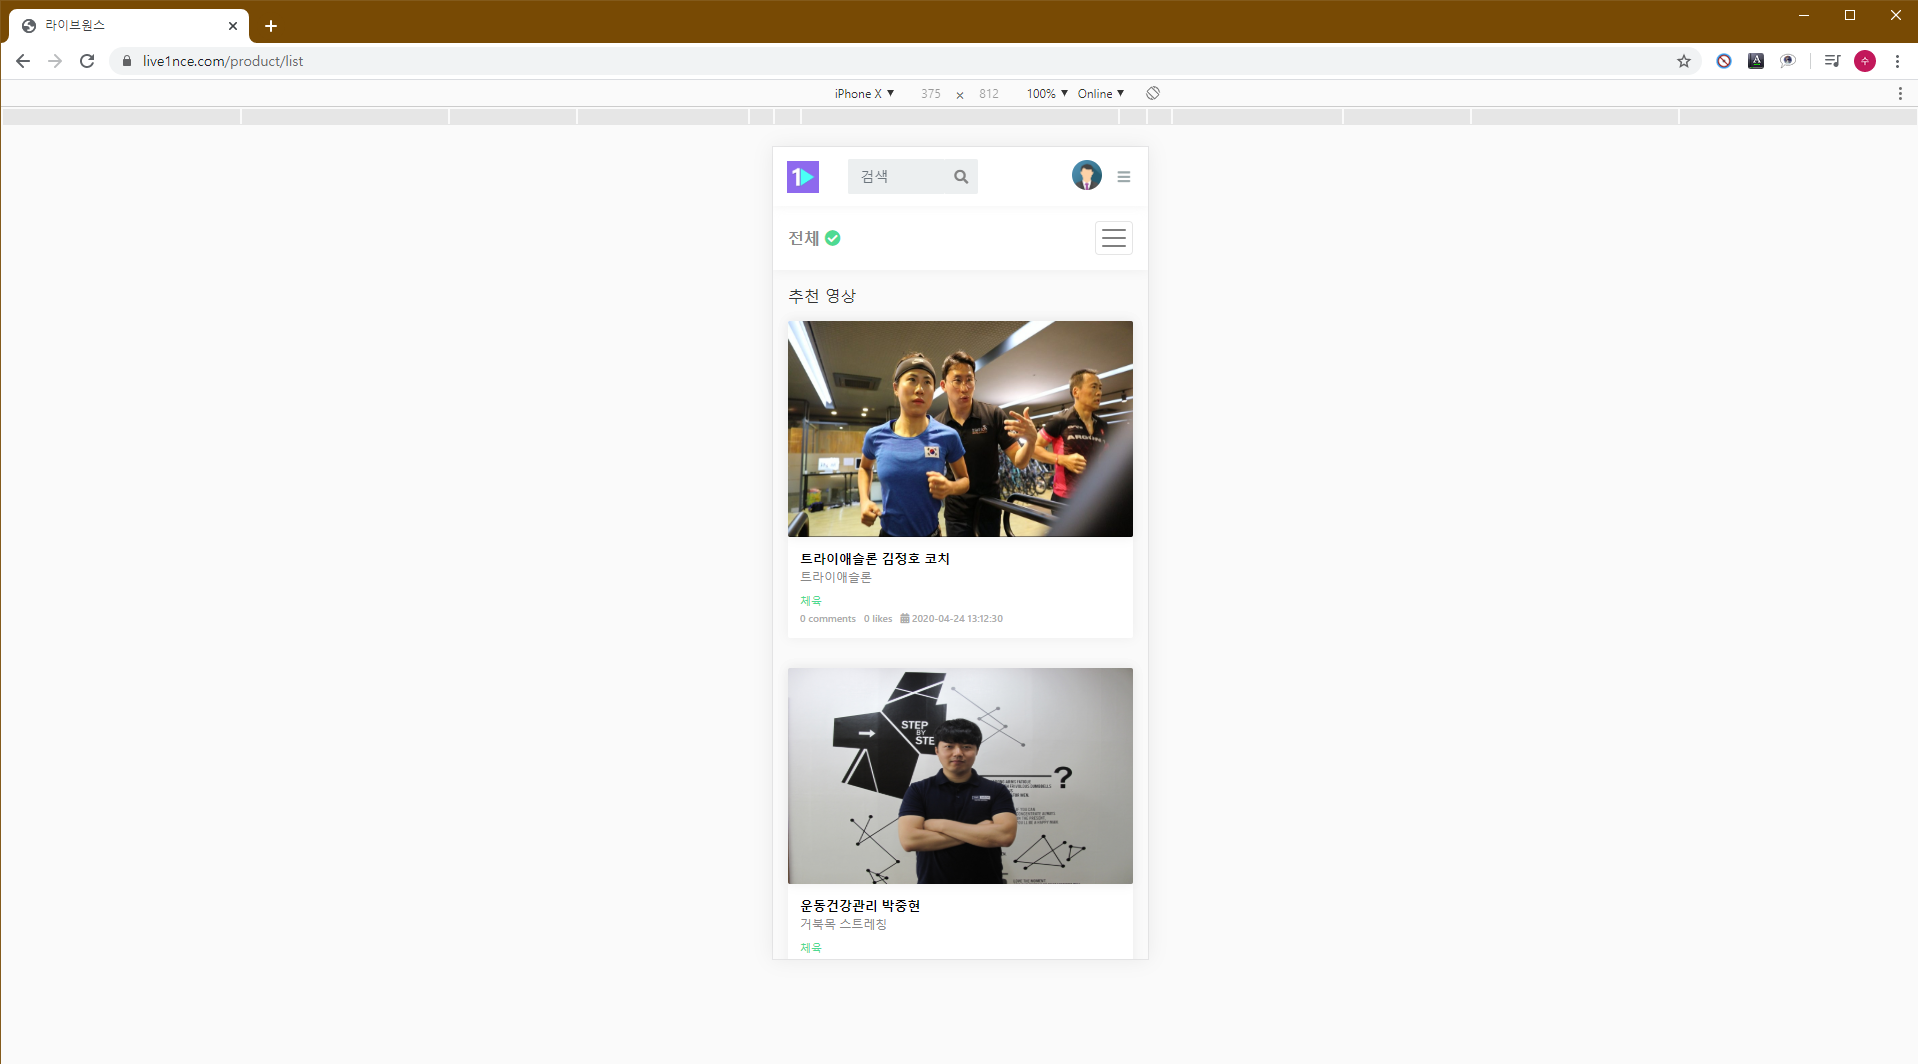 라이브원스
live1nce.com/product/list
iPhone X ▼ 375 × 812 100% ▼ Online ▼
수
1
검색
전체
추천 영상
트라이애슬론 김정호 코치
트라이애슬론
체육
0 comments 0 likes 2020-04-24 13:12:30
STEP
BY
STE
?
운동건강관리 박중현
거북목 스트레칭
체육